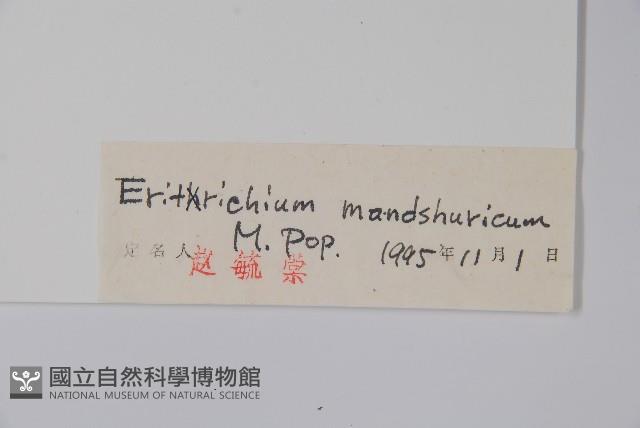 Eritrichium mandshuricum
M. Pop.
定名人 赵毓棠 1995年11月1日
國立自然科學博物館
NATIONAL MUSEUM OF NATURAL SCIENCE